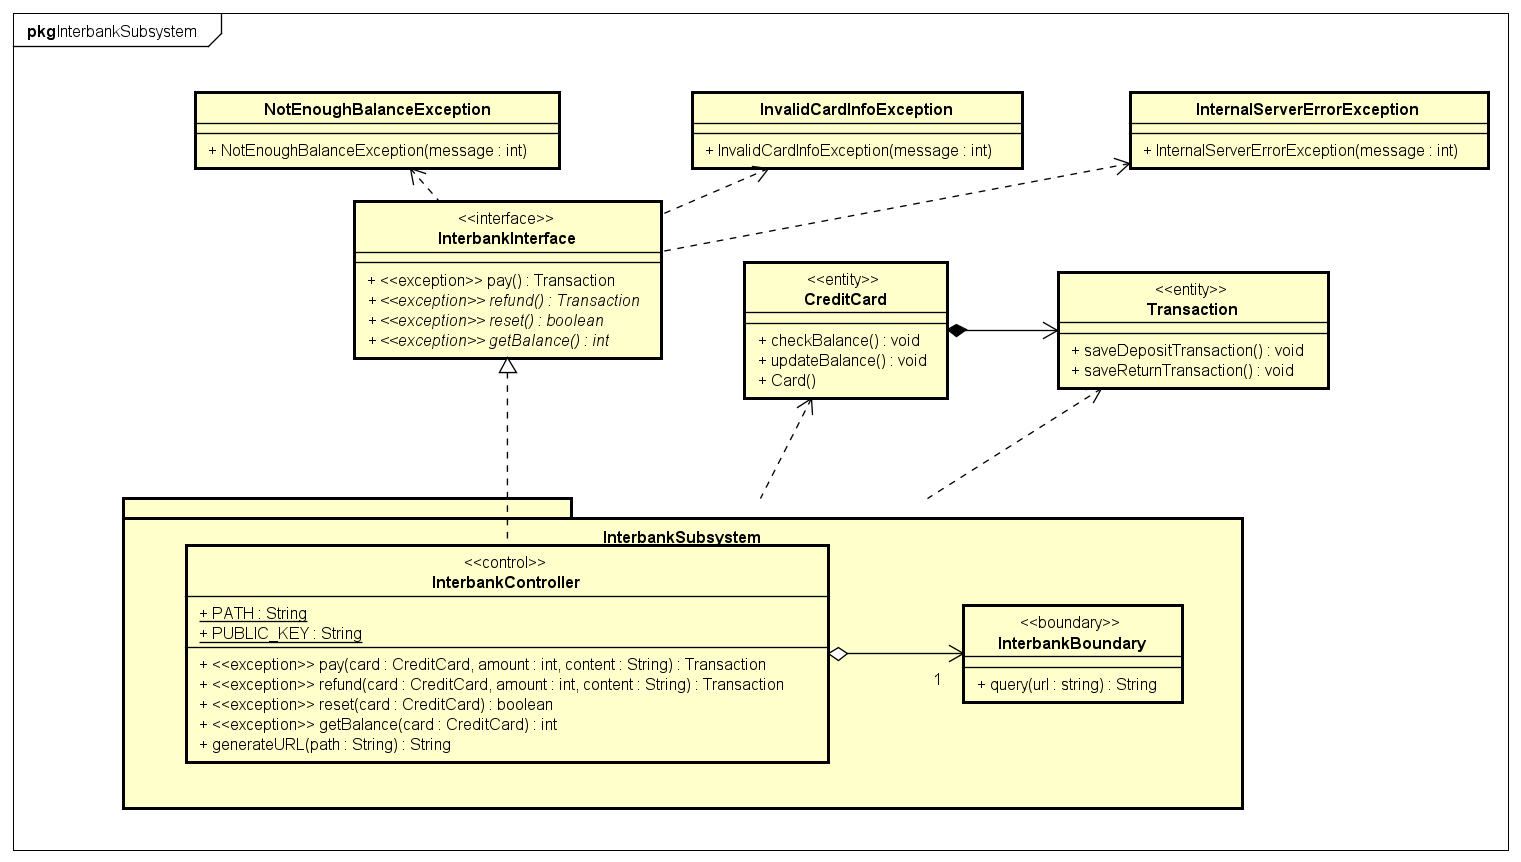 pkgInterbankSubsystem
NotEnoughBalanceException
+ NotEnoughBalanceException(message : int)
InvalidCardInfoException
+ InvalidCardInfoException(message : int)
InternalServerErrorException
+ InternalServerErrorException(message : int)
<<interface>>
InterbankInterface
+ <<exception>> pay() : Transaction
+ <<exception>> refund() : Transaction
+ <<exception>> reset() : boolean
+ <<exception>> getBalance() : int
<<entity>>
CreditCard
+ checkBalance() : void
+ updateBalance() : void
+ Card()
<<entity>>
Transaction
+ saveDepositTransaction() : void
+ saveReturnTransaction() : void
InterbankSubsystem
<<control>>
InterbankController
+ PATH : String
+ PUBLIC_KEY : String
+ <<exception>> pay(card : CreditCard, amount : int, content : String) : Transaction
+ <<exception>> refund(card : CreditCard, amount : int, content : String) : Transaction
+ <<exception>> reset(card : CreditCard) : boolean
+ <<exception>> getBalance(card : CreditCard) : int
+ generateURL(path : String) : String
1
<<boundary>>
InterbankBoundary
+ query(url : string) : String